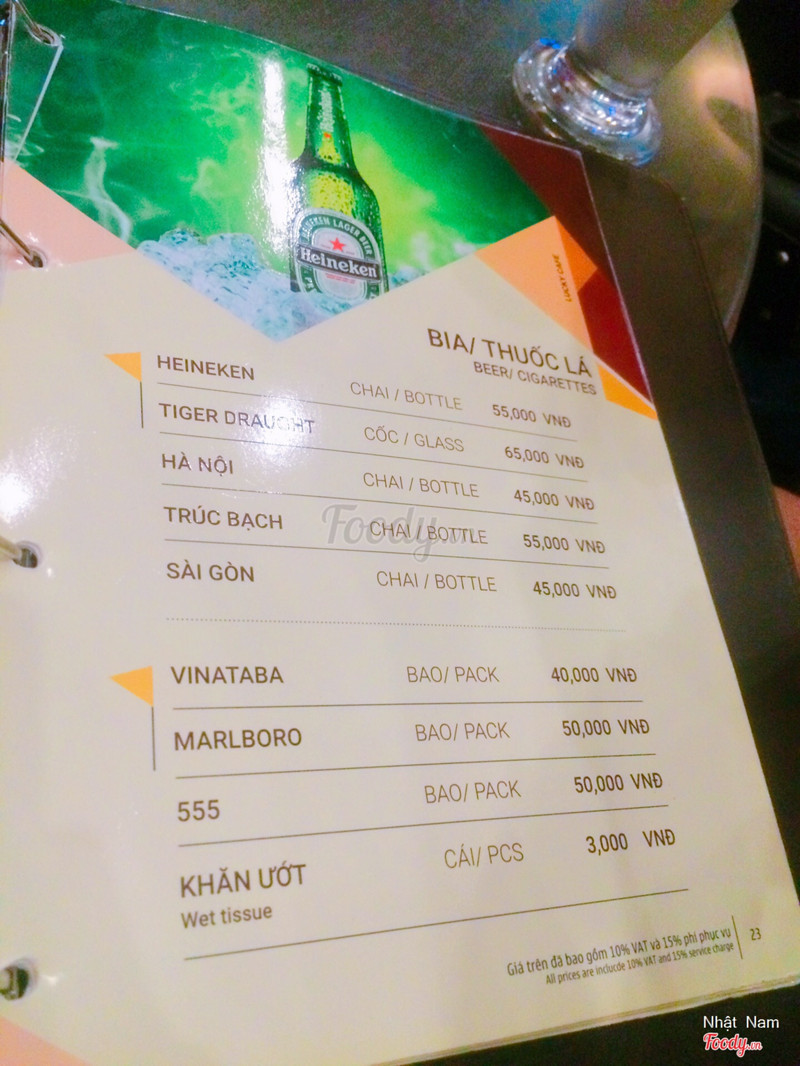 HEINEKEN LAGER BEER
Heineken
BIA/ THUỐC LÁ
BEER/ CIGARETTES
HEINEKEN CHAI / BOTTLE 55,000 VNĐ
TIGER DRAUGHT CỐC / GLASS 65,000 VNĐ
HÀ NỘI CHAI / BOTTLE 45,000 VNĐ
TRÚC BẠCH CHAI / BOTTLE 55,000 VNĐ
SÀI GÒN CHAI / BOTTLE 45,000 VNĐ
Foody.vn
VINATABA BAO/ PACK 40,000 VNĐ
MARLBORO BAO/ PACK 50,000 VNĐ
555 BAO/ PACK 50,000 VNĐ
KHĂN ƯỚT CÁI/ PCS 3,000 VNĐ
Wet tissue
Giá trên đã bao gồm 10% VAT và 15% phí phục vụ
All prices are inclucde 10% VAT and 15% service charge
23
Nhật Nam
Foody.vn